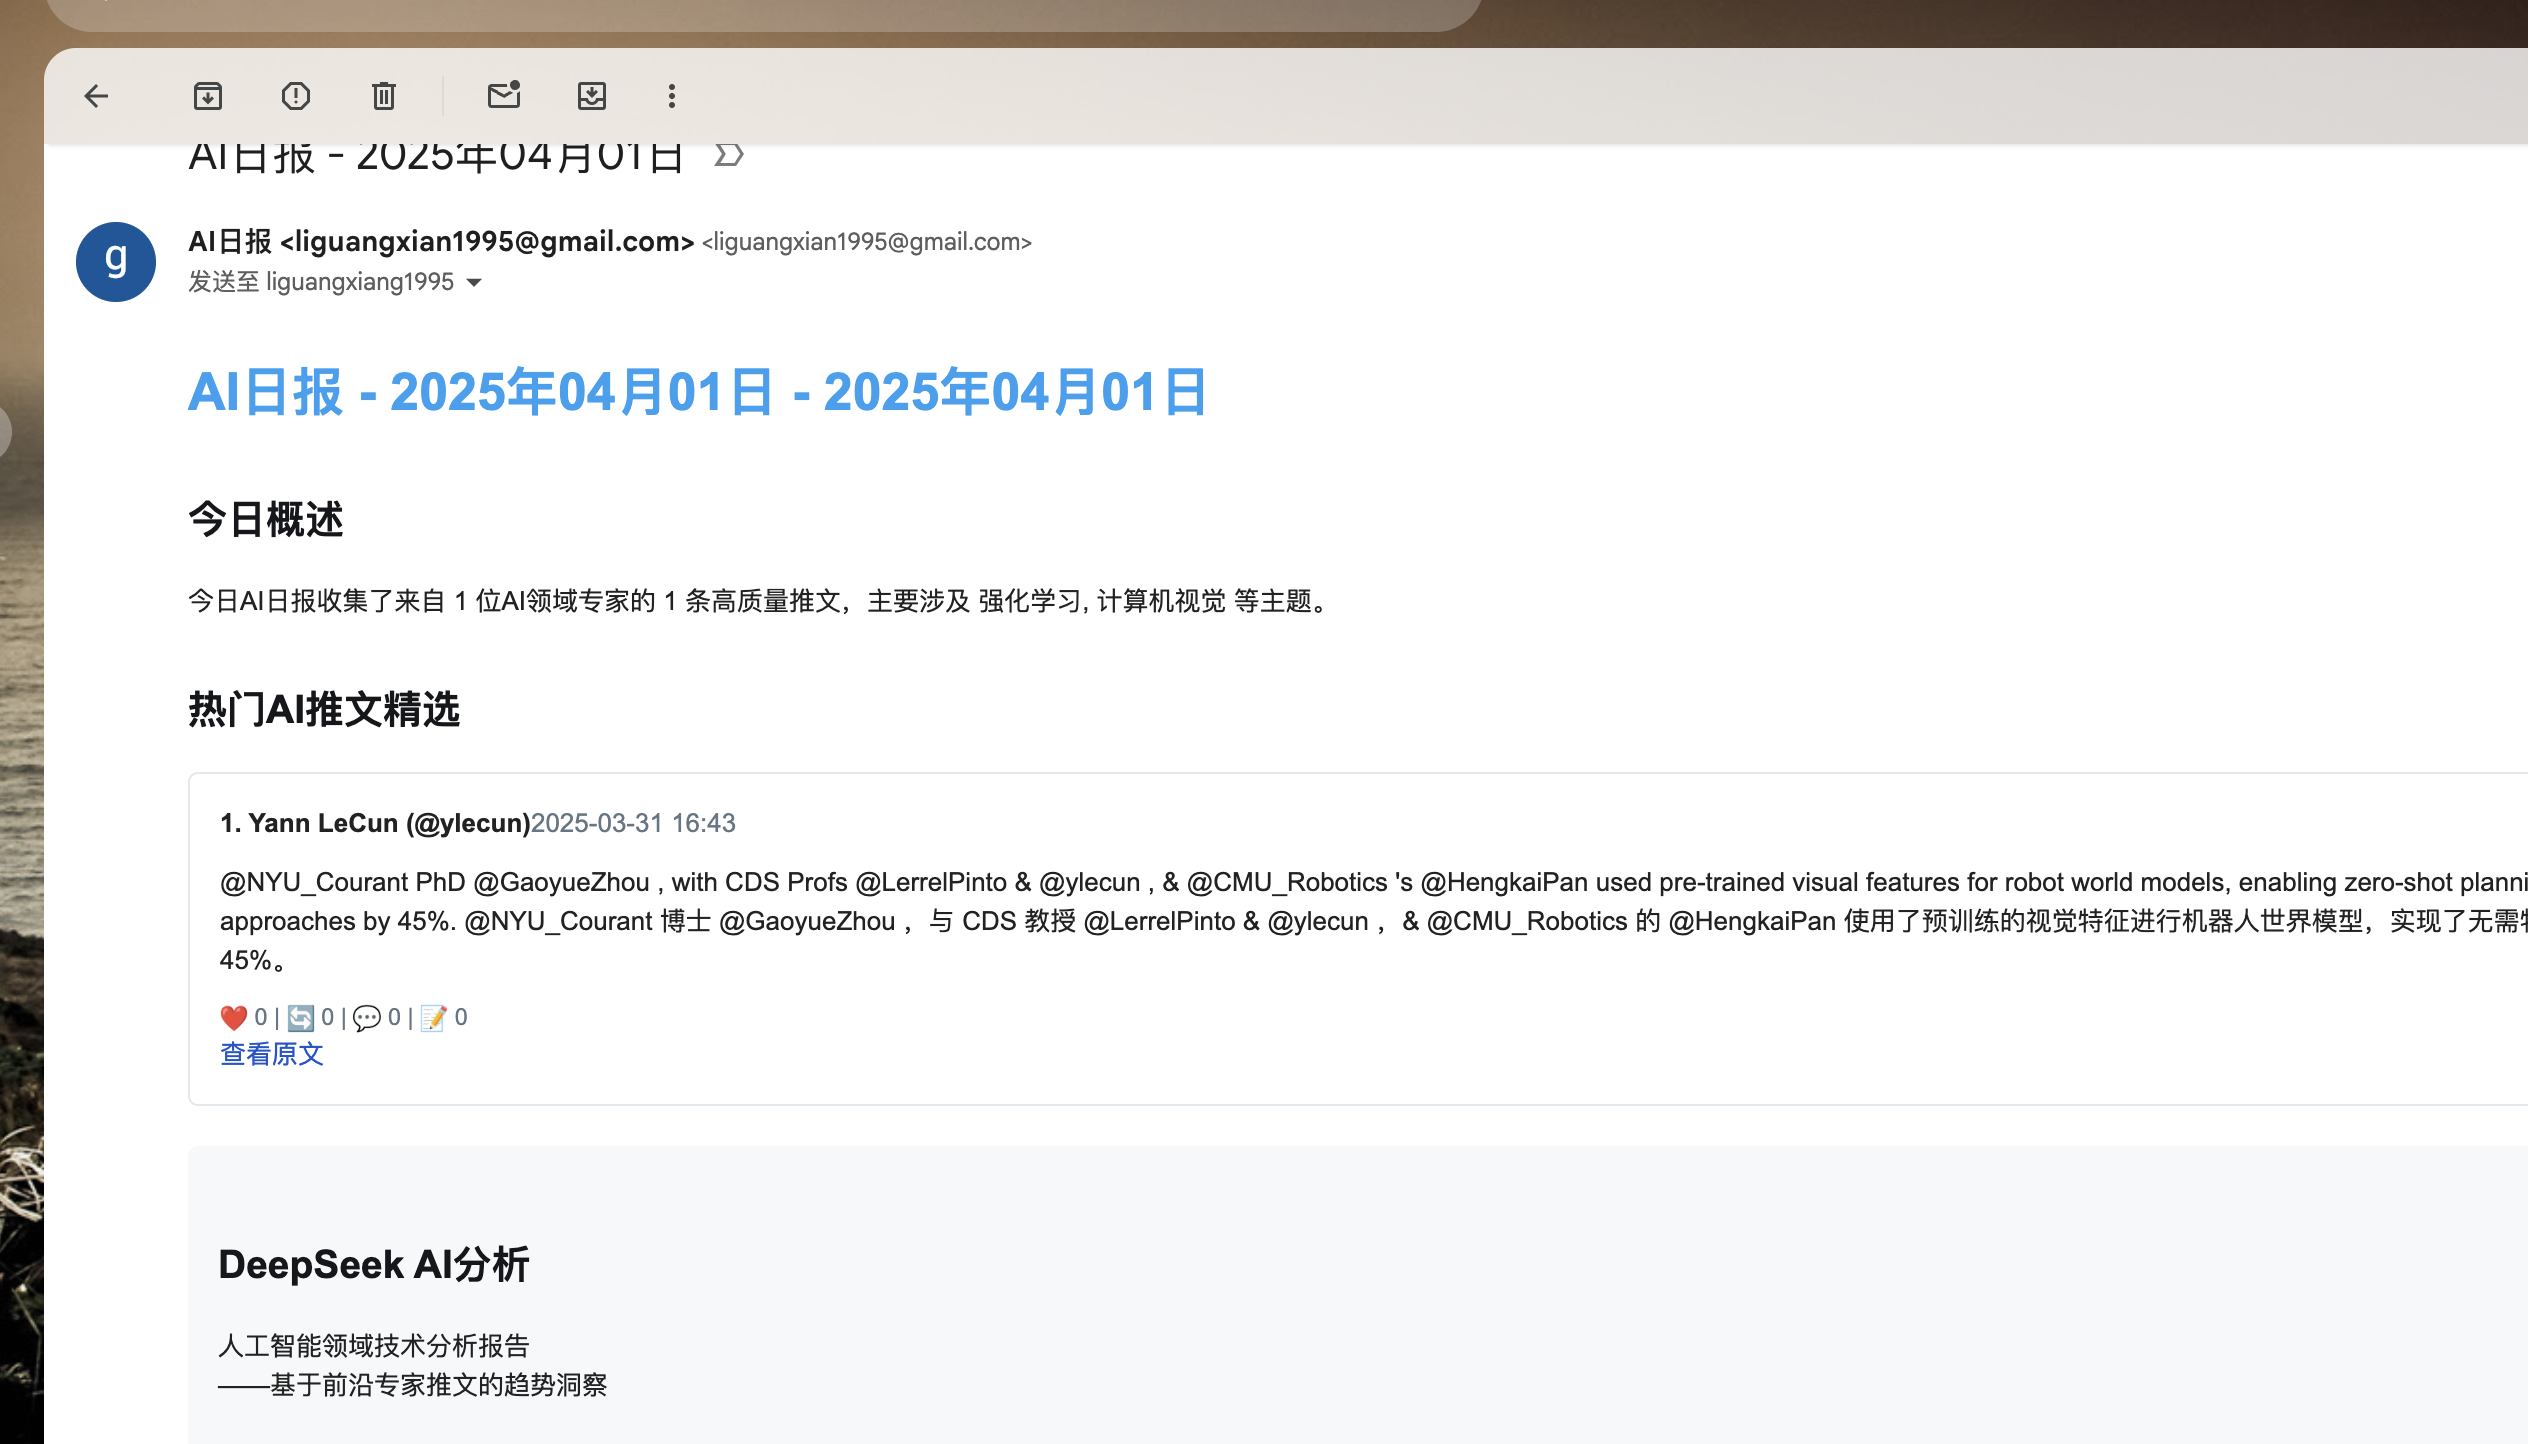 AI日报 - 2025年04月01日
AI日报 <liguangxian1995@gmail.com> <liguangxian1995@gmail.com>
发送至 liguangxiang1995
g
AI日报 - 2025年04月01日 - 2025年04月01日
今日概述
今日AI日报收集了来自 1 位AI领域专家的 1 条高质量推文，主要涉及 强化学习, 计算机视觉 等主题。
热门AI推文精选
1. Yann LeCun (@ylecun)2025-03-31 16:43
@NYU_Courant PhD @GaoyueZhou , with CDS Profs @LerrelPinto & @ylecun , & @CMU_Robotics 's @HengkaiPan used pre-trained visual features for robot world models, enabling zero-shot planni
approaches by 45%. @NYU_Courant 博士 @GaoyueZhou ，与 CDS 教授 @LerrelPinto & @ylecun ，& @CMU_Robotics 的 @HengkaiPan 使用了预训练的视觉特征进行机器人世界模型，实现了无需
45%。
❤️ 0 | 🔄 0 | 💬 0 | 📝 0
查看原文
DeepSeek AI分析
人工智能领域技术分析报告
——基于前沿专家推文的趋势洞察